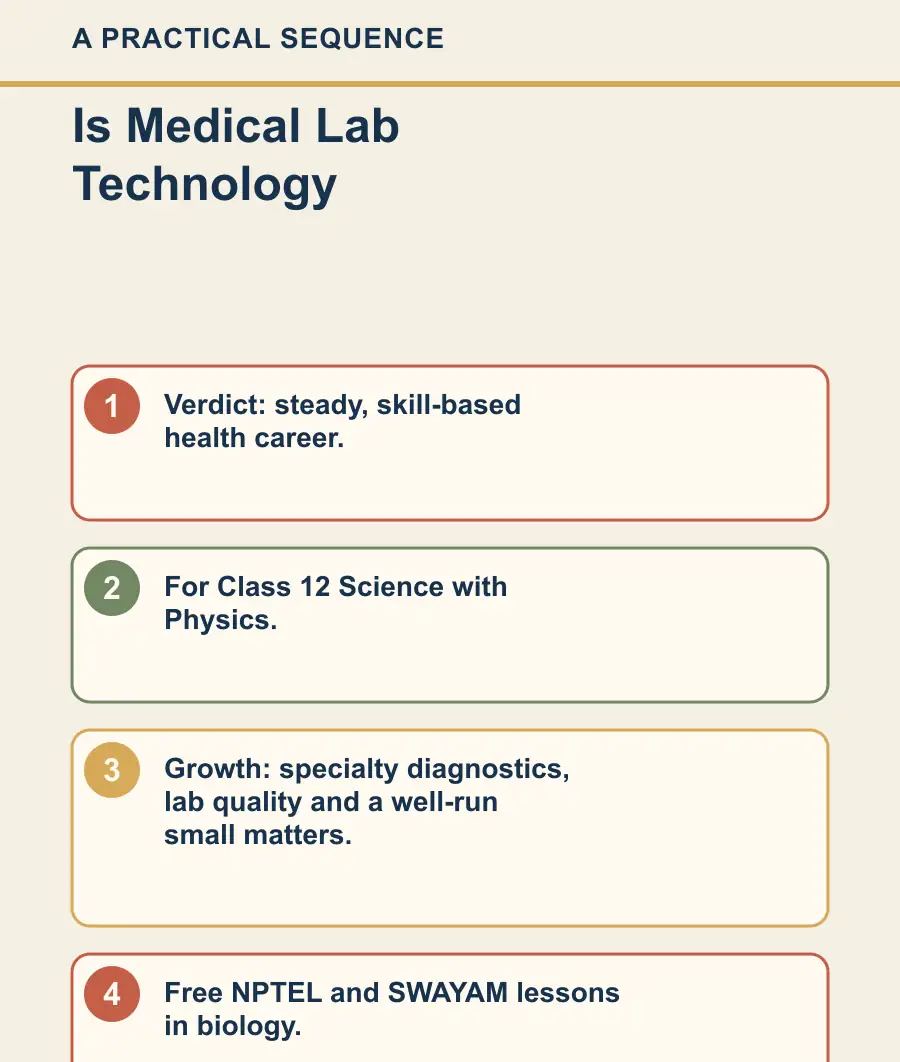 A PRACTICAL SEQUENCE
Is Medical Lab
Technology
1
Verdict: steady, skill-based
health career.
2
For Class 12 Science with
Physics.
3
Growth: specialty diagnostics,
lab quality and a well-run
small matters.
4
Free NPTEL and SWAYAM lessons
in biology.